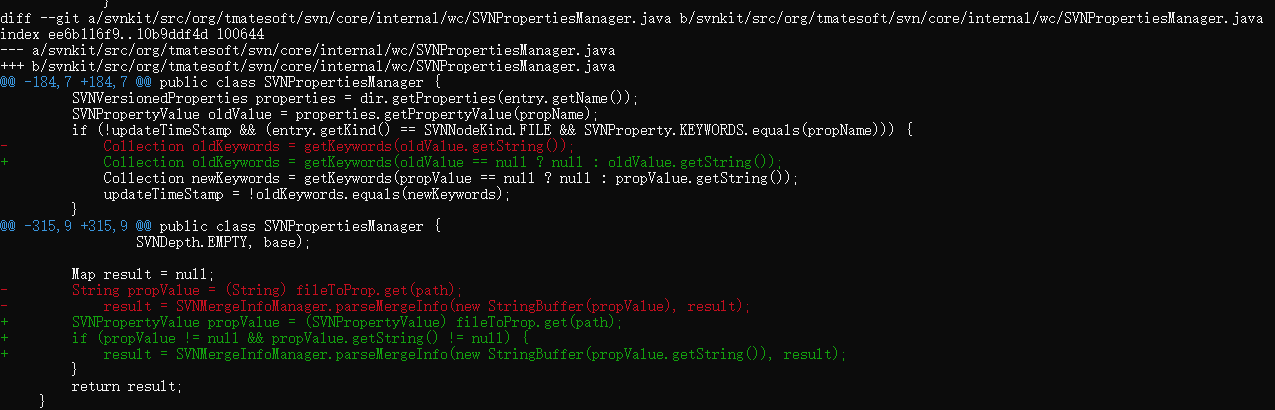 }
diff --git a/svnkit/src/org/tmatesoft/svn/core/internal/wc/SVNPropertiesManager.java b/svnkit/src/org/tmatesoft/svn/core/internal/wc/SVNPropertiesManager.java
index ee6b116f9..10b9ddf4d 100644
--- a/svnkit/src/org/tmatesoft/svn/core/internal/wc/SVNPropertiesManager.java
+++ b/svnkit/src/org/tmatesoft/svn/core/internal/wc/SVNPropertiesManager.java
@@ -184,7 +184,7 @@ public class SVNPropertiesManager {
         SVNVersionedProperties properties = dir.getProperties(entry.getName());
         SVNPropertyValue oldValue = properties.getPropertyValue(propName);
         if (!updateTimeStamp && (entry.getKind() == SVNNodeKind.FILE && SVNProperty.KEYWORDS.equals(propName))) {
-            Collection oldKeywords = getKeywords(oldValue.getString());
+            Collection oldKeywords = getKeywords(oldValue == null ? null : oldValue.getString());
             Collection newKeywords = getKeywords(propValue == null ? null : propValue.getString());
             updateTimeStamp = !oldKeywords.equals(newKeywords);
         }
@@ -315,9 +315,9 @@ public class SVNPropertiesManager {
                 SVNDepth.EMPTY, base);
         Map result = null;
-        String propValue = (String) fileToProp.get(path);
-            result = SVNMergeInfoManager.parseMergeInfo(new StringBuffer(propValue), result);
+        SVNPropertyValue propValue = (SVNPropertyValue) fileToProp.get(path);
+        if (propValue != null && propValue.getString() != null) {
+            result = SVNMergeInfoManager.parseMergeInfo(new StringBuffer(propValue.getString()), result);
         }
         return result;
     }